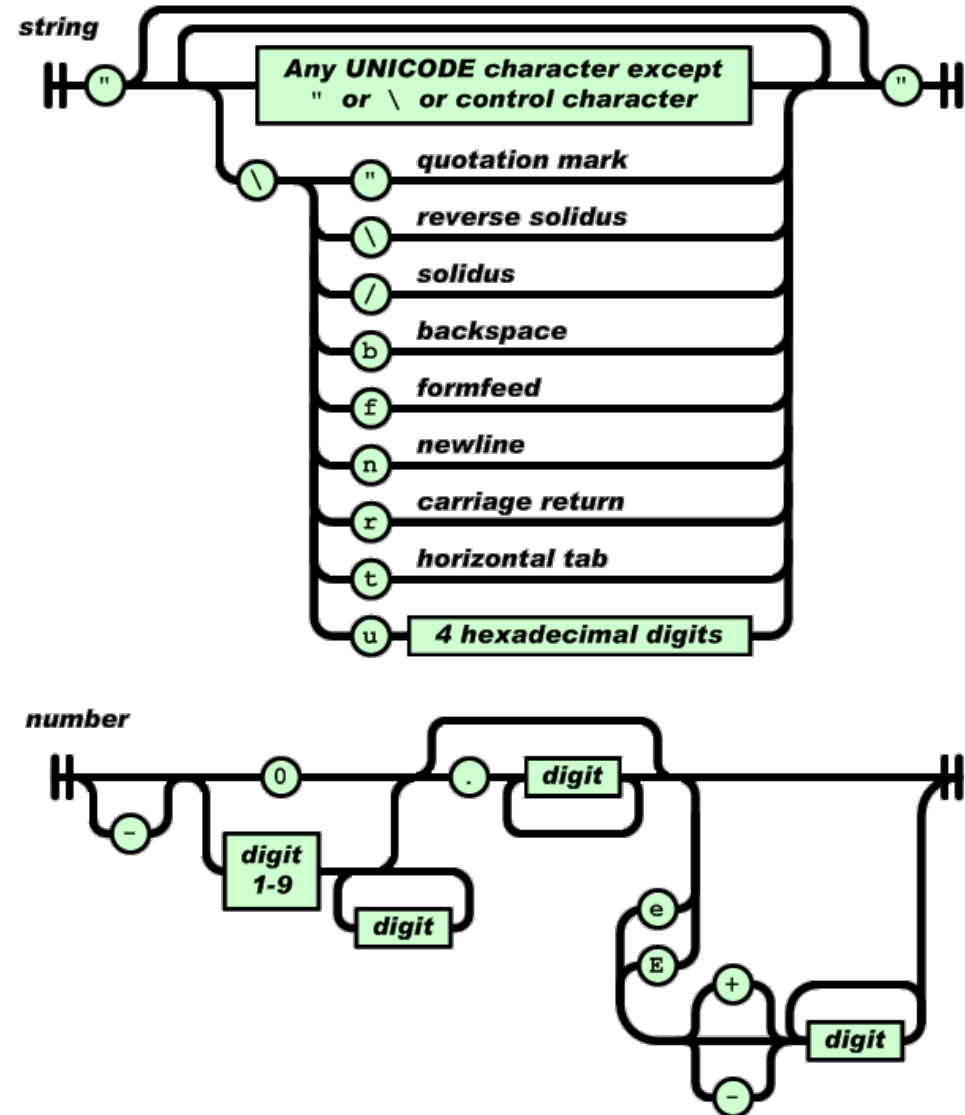 string
"
Any UNICODE character except
" or \ or control character
"
\
"
quotation mark
\
reverse solidus
/
solidus
b
backspace
f
formfeed
n
newline
r
carriage return
t
horizontal tab
u
4 hexadecimal digits
number
0
.
digit
-
digit
1-9
digit
e
E
+
digit
-